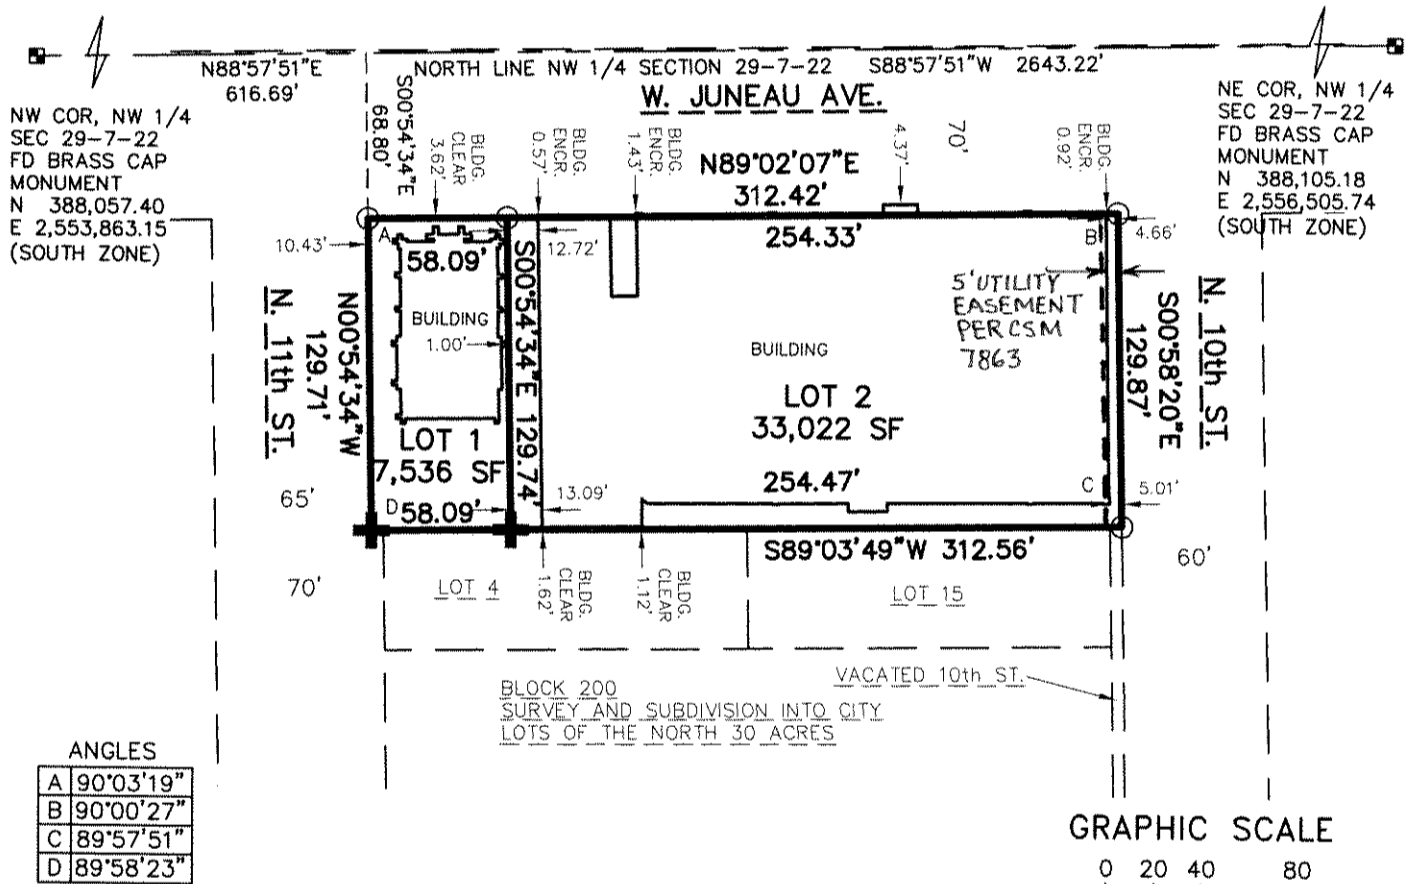 N88°57'51"E
616.69'
NORTH LINE NW 1/4 SECTION 29-7-22
S88°57'51"W 2643.22'
W. JUNEAU AVE.
NW COR, NW 1/4
SEC 29-7-22
FD BRASS CAP
MONUMENT
N 388,057.40
E 2,553,863.15
(SOUTH ZONE)
NE COR, NW 1/4
SEC 29-7-22
FD BRASS CAP
MONUMENT
N 388,105.18
E 2,556,505.74
(SOUTH ZONE)
S00°54'34"E
68.80'
BLDG.
CLEAR
3.62'
BLDG.
ENCR.
0.57'
BLDG.
ENCR.
1.43'
N89°02'07"E
312.42'
4.37'
70'
BLDG.
ENCR.
0.92'
10.43'
A
58.09'
12.72'
254.33'
B
4.66'
S00°54'34"E 129.74'
5' UTILITY
EASEMENT
PER CSM
7863
N. 11th ST.
N00°54'34"W
129.71'
BUILDING
1.00'
BUILDING
LOT 2
33,022 SF
S00°58'20"E
129.87'
N. 10th ST.
LOT 1
7,536 SF
254.47'
C
5.01'
65'
D
58.09'
13.09'
S89°03'49"W 312.56'
60'
70'
LOT 4
BLDG.
CLEAR
1.62'
BLDG.
CLEAR
1.12'
LOT 15
VACATED 10th ST.
BLOCK 200
SURVEY AND SUBDIVISION INTO CITY
LOTS OF THE NORTH 30 ACRES
ANGLES
A 90°03'19"
B 90°00'27"
C 89°57'51"
D 89°58'23"
GRAPHIC SCALE
0 20 40 80